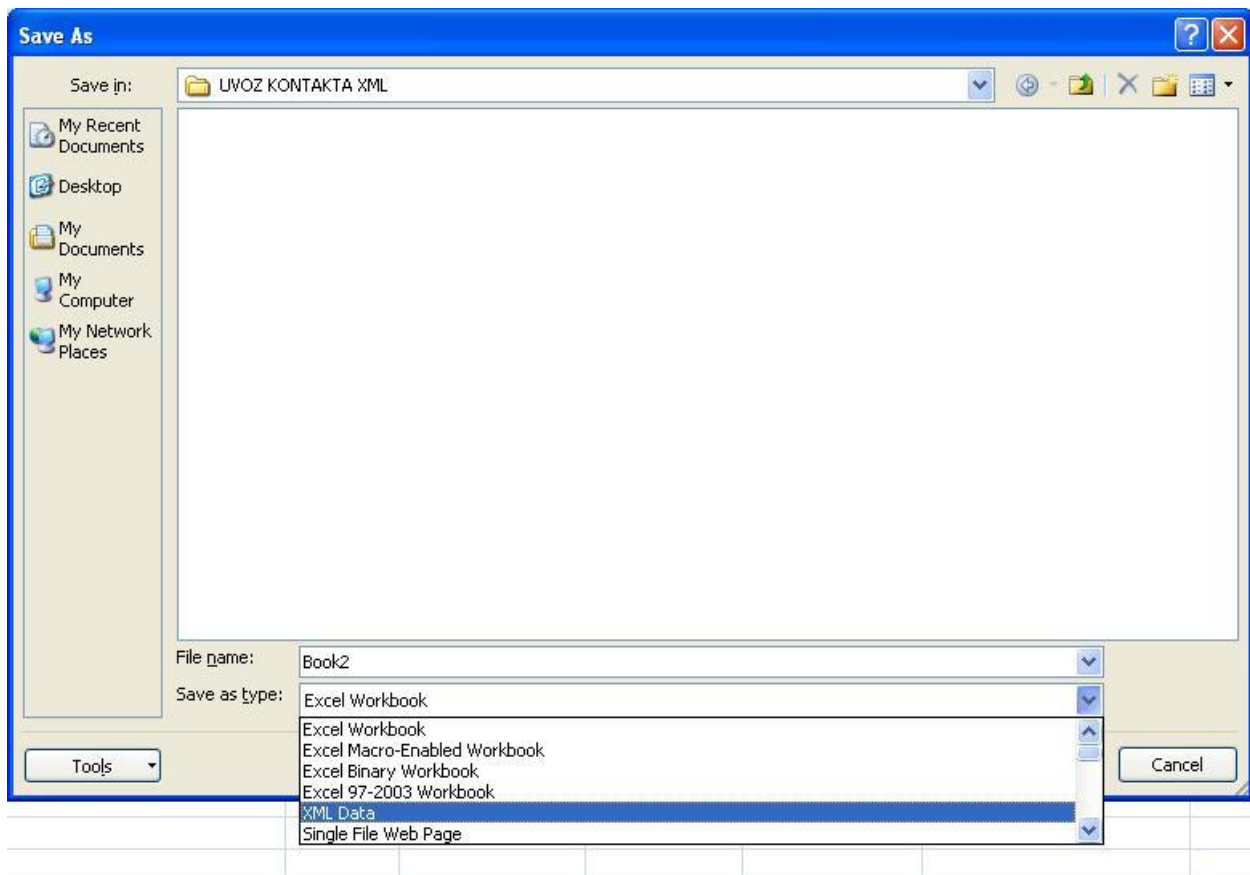 Save As
Save in:
UVOZ KONTAKTA XML
My Recent
Documents
Desktop
My
Documents
My
Computer
My Network
Places
File name:
Book2
Save as type:
Excel Workbook
Excel Workbook
Excel Macro-Enabled Workbook
Excel Binary Workbook
Excel 97-2003 Workbook
XML Data
Single File Web Page
Tools
Cancel